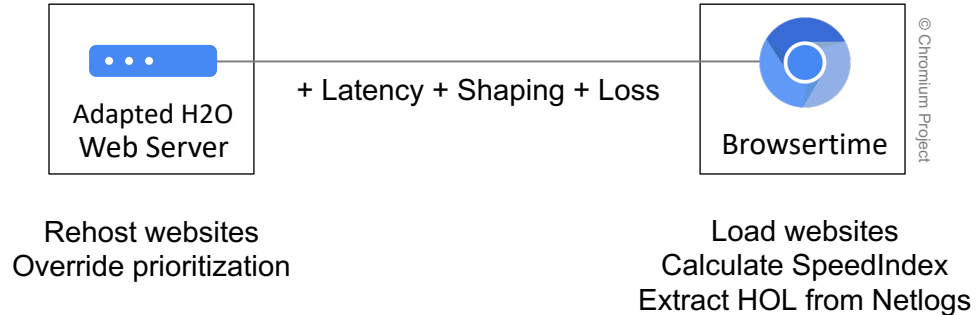 Adapted H2O
Web Server
+ Latency + Shaping + Loss
Browsertime
© Chromium Project
Rehost websites
Override prioritization
Load websites
Calculate SpeedIndex
Extract HOL from Netlogs